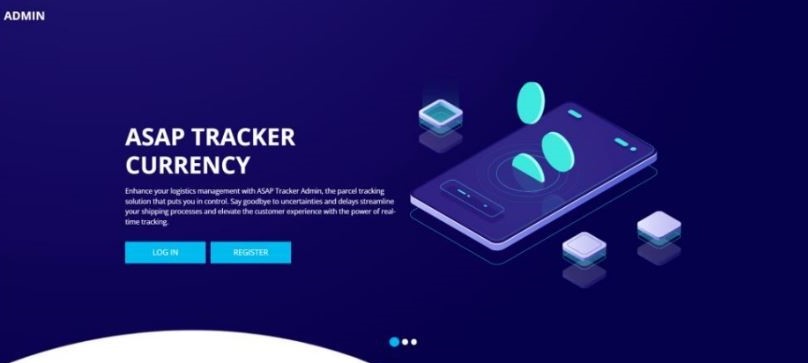 ADMIN
ASAP TRACKER
CURRENCY
Enhance your logistics management with ASAP Tracker Admin, the parcel tracking
solution that puts you in control. Say goodbye to uncertainties and delays streamline
your shipping processes and elevate the customer experience with the power of real-
time tracking.
LOG IN
REGISTER